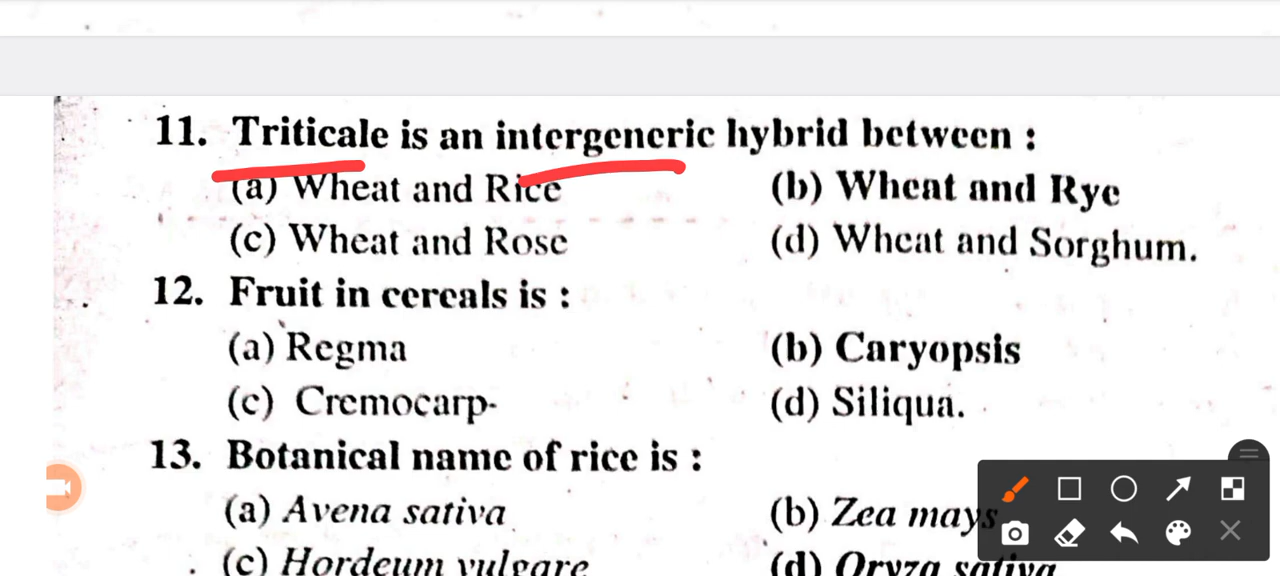 11. Triticale is an intergeneric hybrid between :
(a) Wheat and Rice (b) Wheat and Rye
(c) Wheat and Rose (d) Wheat and Sorghum.
12. Fruit in cereals is :
(a) Regma (b) Caryopsis
(c) Cremocarp- (d) Siliqua.
13. Botanical name of rice is :
(a) Avena sativa (b) Zea mays
(c) Hordeum vulgare (d) Oryza sativa